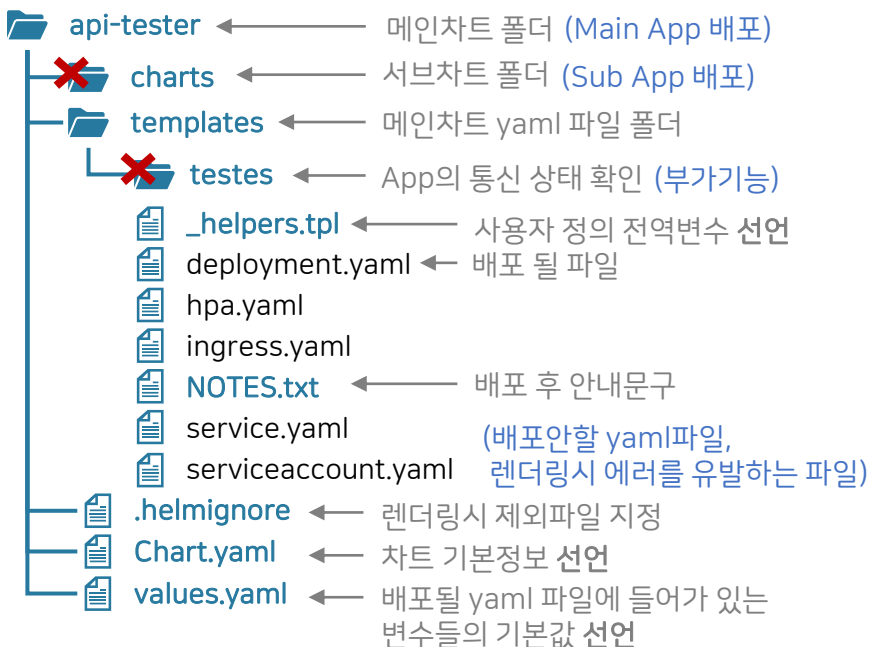 api-tester 메인차트 폴더 (Main App 배포)
charts 서브차트 폴더 (Sub App 배포)
templates 메인차트 yaml 파일 폴더
testes App의 통신 상태 확인 (부가기능)
_helpers.tpl 사용자 정의 전역변수 선언
deployment.yaml 배포 될 파일
hpa.yaml
ingress.yaml
NOTES.txt 배포 후 안내문구
service.yaml (배포안할 yaml파일,
serviceaccount.yaml 렌더링시 에러를 유발하는 파일)
.helmignore 렌더링시 제외파일 지정
Chart.yaml 차트 기본정보 선언
values.yaml 배포될 yaml 파일에 들어가 있는
변수들의 기본값 선언